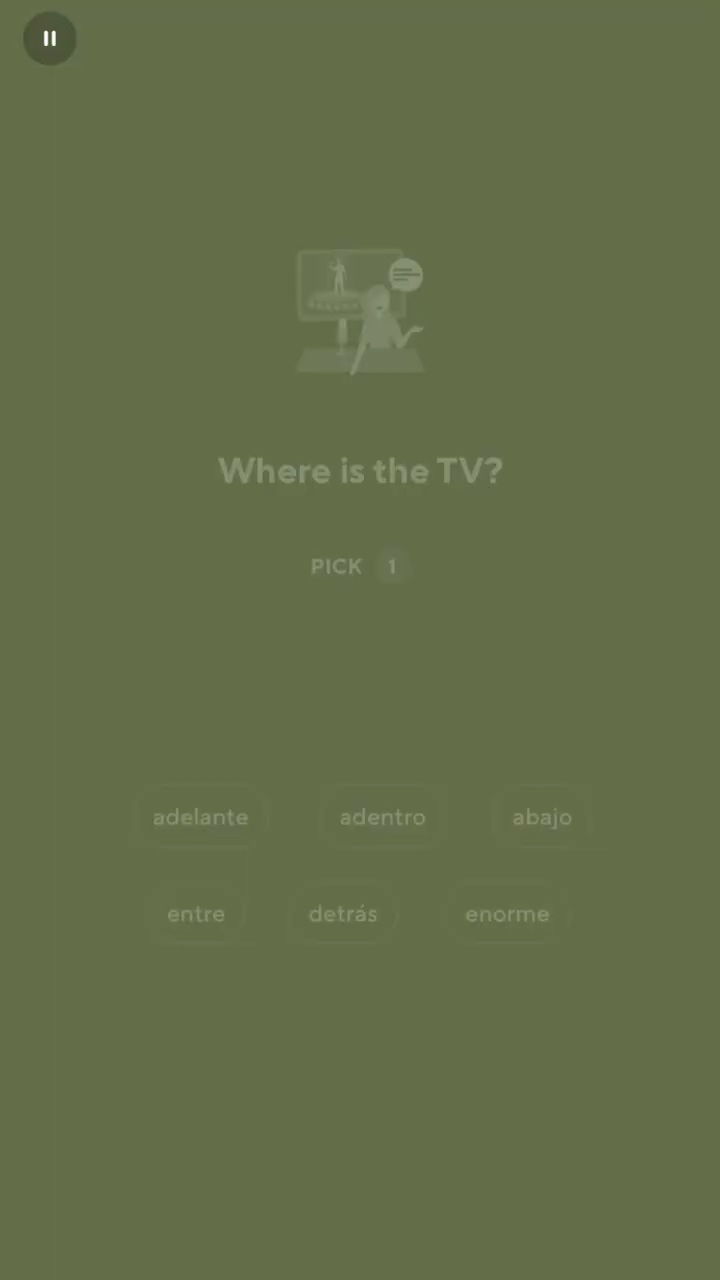 Where is the TV?
PICK 1
adelante adentro abajo
entre detrás enorme